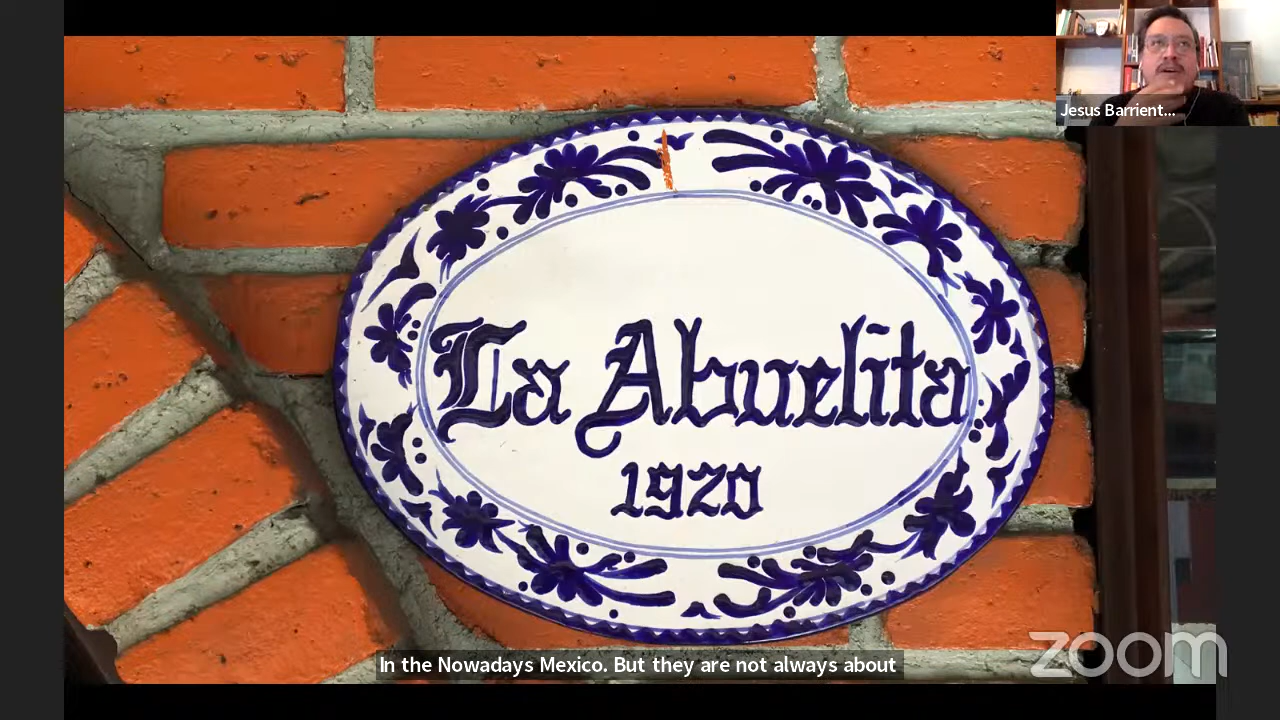 Jesus Barrient...
La Abuelita
1920
In the Nowadays Mexico. But they are not always about
zoom